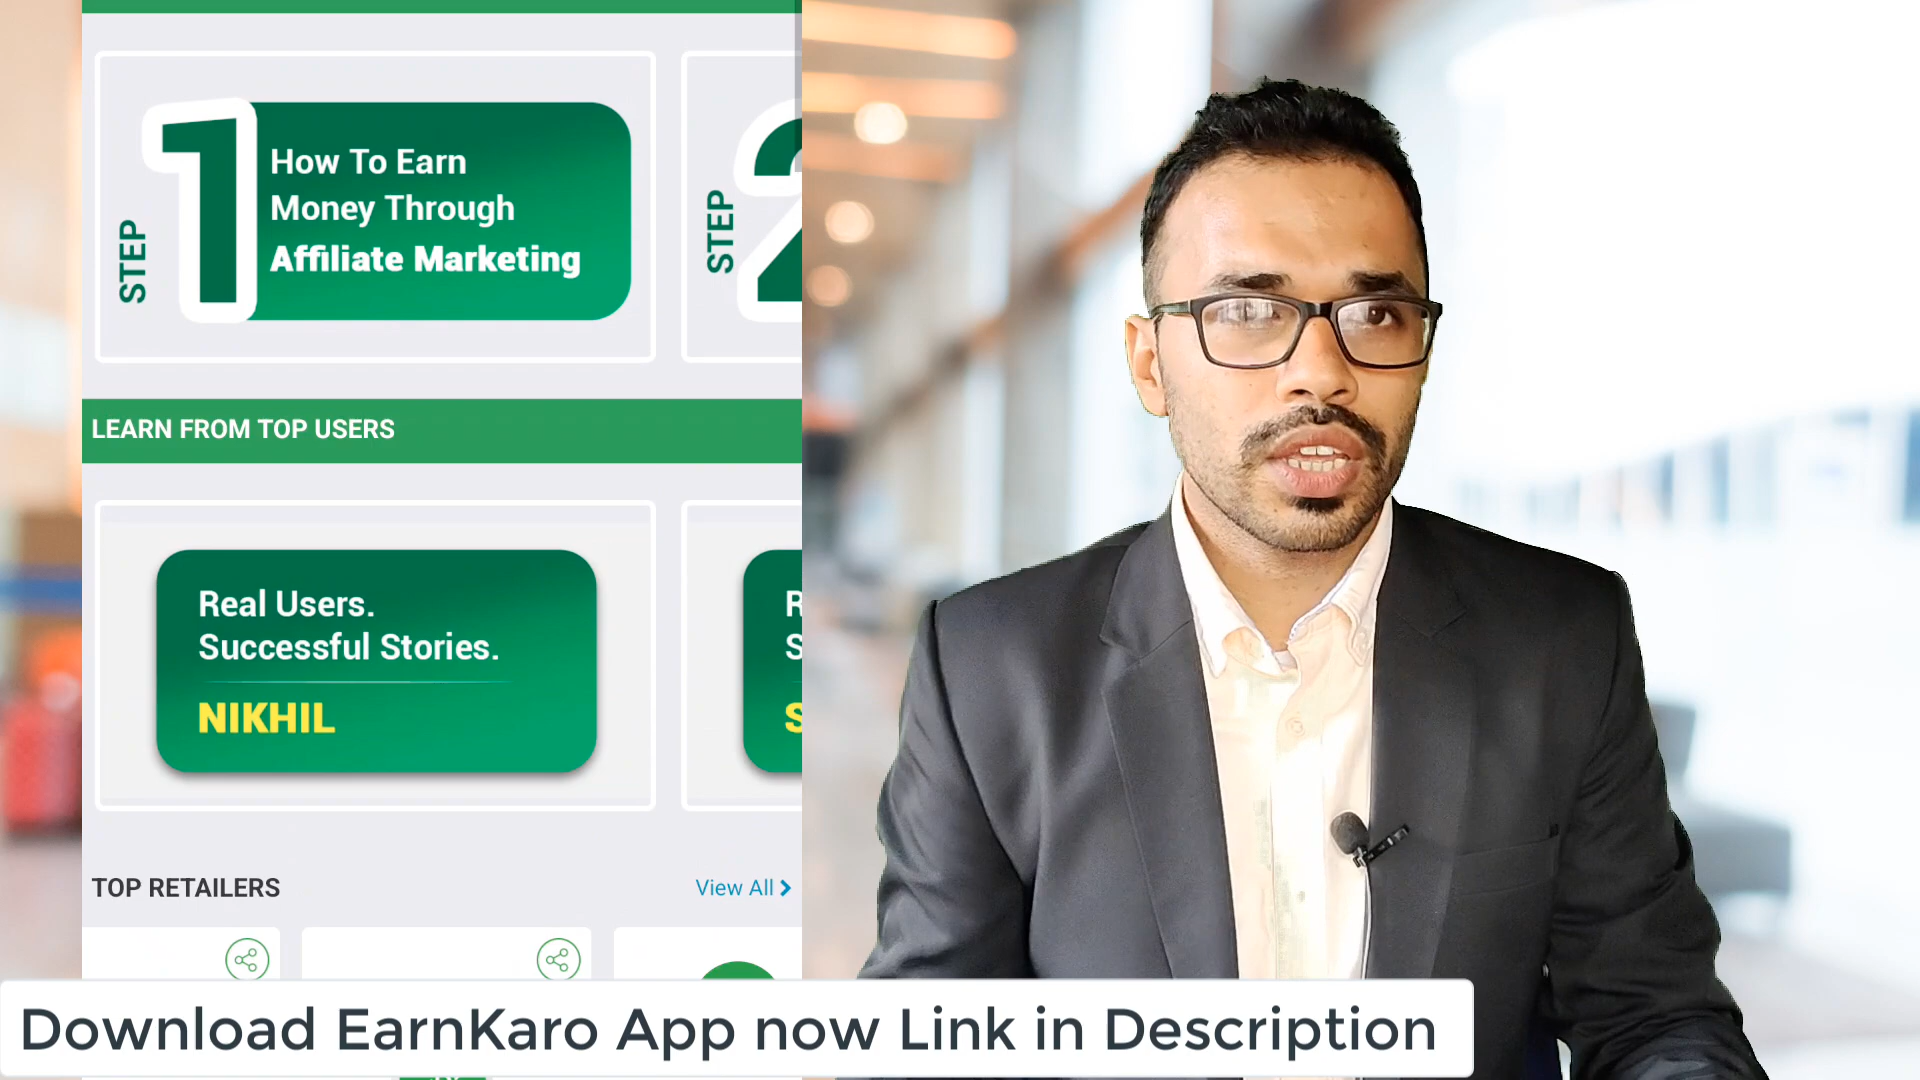 STEP
1
How To Earn
Money Through
Affiliate Marketing
STEP
2
LEARN FROM TOP USERS
Real Users.
Successful Stories.
NIKHIL
R
S
S
TOP RETAILERS
View All
Download EarnKaro App now Link in Description